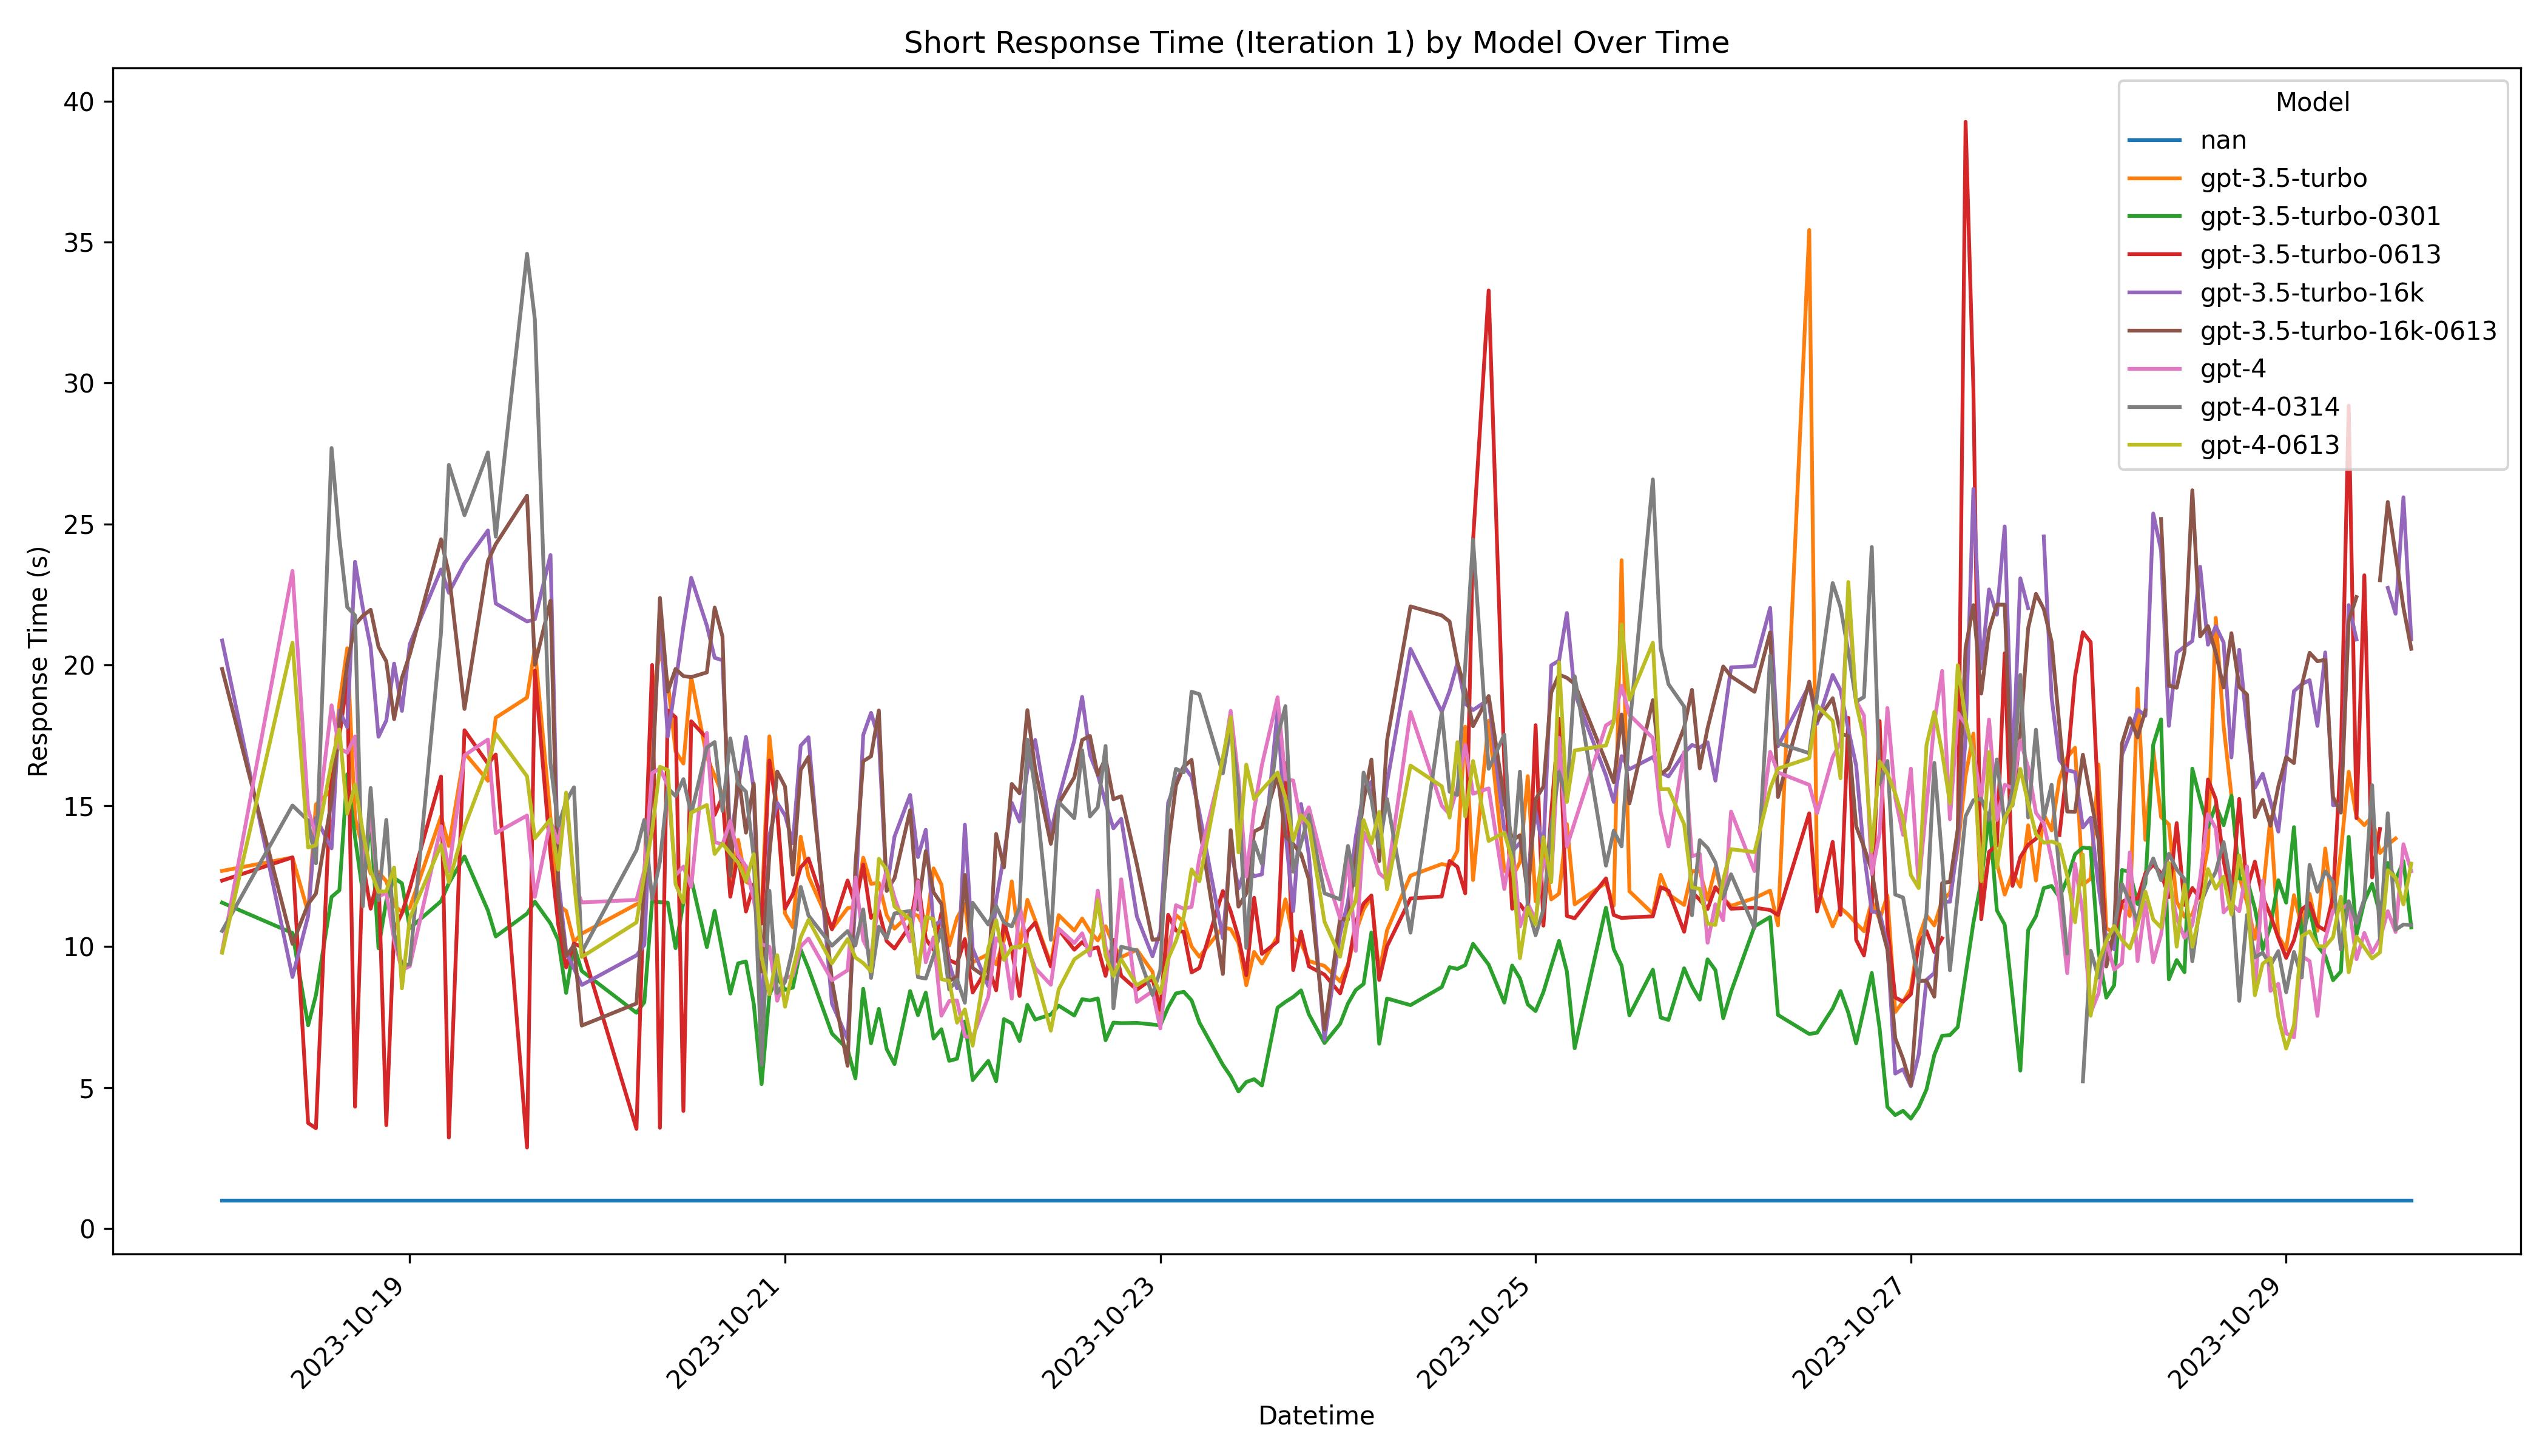 Short Response Time (Iteration 1) by Model Over Time
Response Time (s)
40
35
30
25
20
15
10
5
0
Model
nan
gpt-3.5-turbo
gpt-3.5-turbo-0301
gpt-3.5-turbo-0613
gpt-3.5-turbo-16k
gpt-3.5-turbo-16k-0613
gpt-4
gpt-4-0314
gpt-4-0613
2023-10-19
2023-10-21
2023-10-23
2023-10-25
2023-10-27
2023-10-29
Datetime